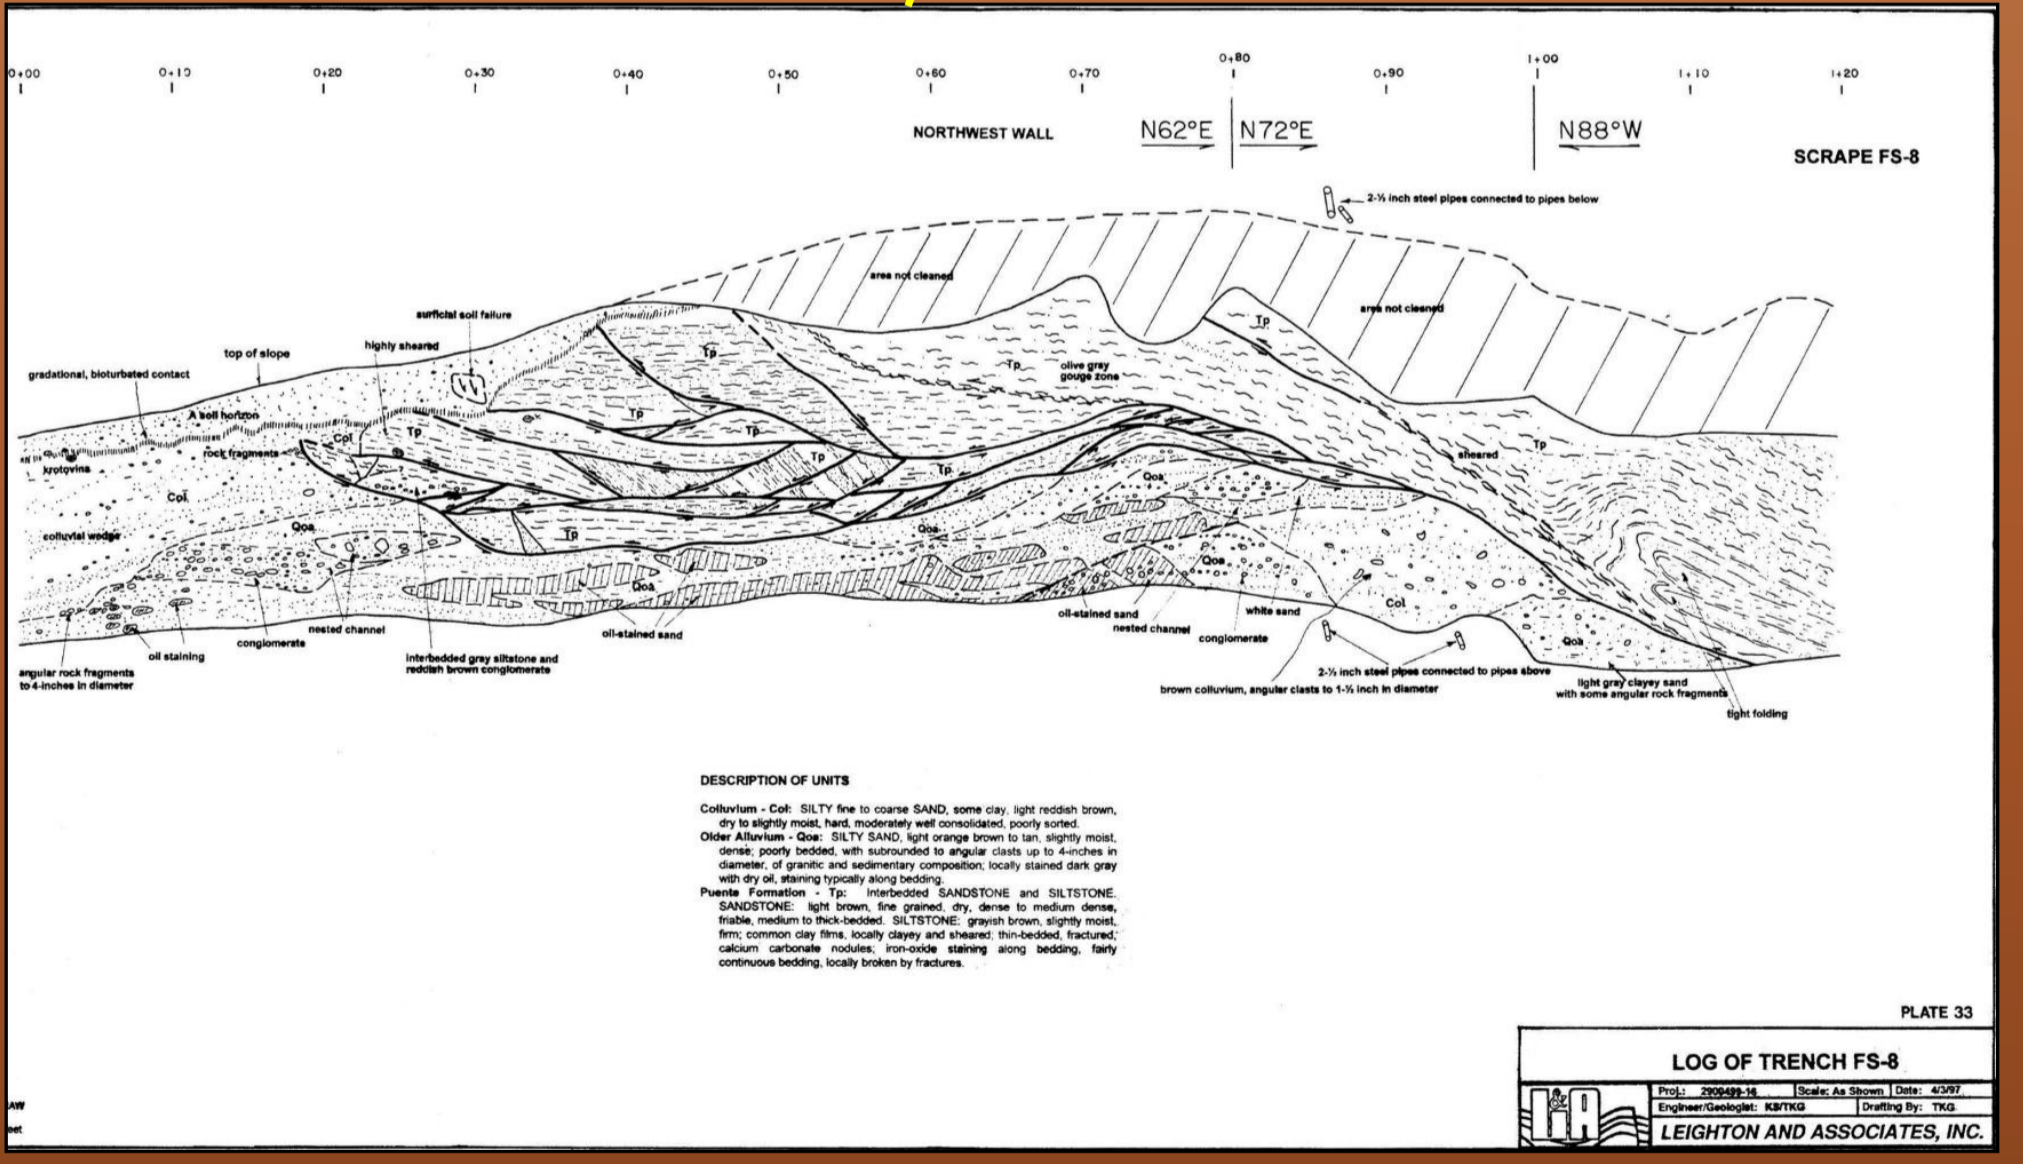 0+00 0+10 0+20 0+30 0+40 0+50 0+60 0+70 0+80 0+90 1+00 1+10 1+20
NORTHWEST WALL
N62°E N72°E N88°W
SCRAPE FS-8
2-½ inch steel pipes connected to pipes below
area not cleaned
area not cleaned
surficial soil failure
highly sheared
top of slope
gradational, bioturbated contact
A soil horizon
rock fragments
krotovina
Col
Col
colluvial wedge
Qoa
Tp
Tp
Tp
Tp
Tp
Tp
Tp
Tp
olive gray
gouge zone
Tp
Tp
sheared
Qoa
Qoa
Qoa
Qoa
Col
Qoa
angular rock fragments
to 4-inches in diameter
oil staining
conglomerate
nested channel
interbedded gray siltstone and
reddish brown conglomerate
oil-stained sand
oil-stained sand
nested channel
conglomerate
white sand
2-½ inch steel pipes connected to pipes above
brown colluvium, angular clasts to 1-½ inch in diameter
light gray clayey sand
with some angular rock fragments
tight folding
DESCRIPTION OF UNITS
Colluvium - Col: SILTY fine to coarse SAND, some clay, light reddish brown,
dry to slightly moist, hard, moderately well consolidated, poorly sorted.
Older Alluvium - Qoa: SILTY SAND, light orange brown to tan, slightly moist,
dense; poorly bedded, with subrounded to angular clasts up to 4-inches in
diameter, of granitic and sedimentary composition; locally stained dark gray
with dry oil, staining typically along bedding.
Puente Formation - Tp: Interbedded SANDSTONE and SILTSTONE.
SANDSTONE: light brown, fine grained, dry, dense to medium dense,
friable, medium to thick-bedded. SILTSTONE: grayish brown, slightly moist,
firm; common clay films, locally clayey and sheared; thin-bedded, fractured;
calcium carbonate nodules; iron-oxide staining along bedding, fairly
continuous bedding, locally broken by fractures.
PLATE 33
LOG OF TRENCH FS-8
Proj.: 2900499-16 Scale: As Shown Date: 4/3/97
Engineer/Geologist: KS/TKG Drafting By: TKG
LEIGHTON AND ASSOCIATES, INC.
AW
eet